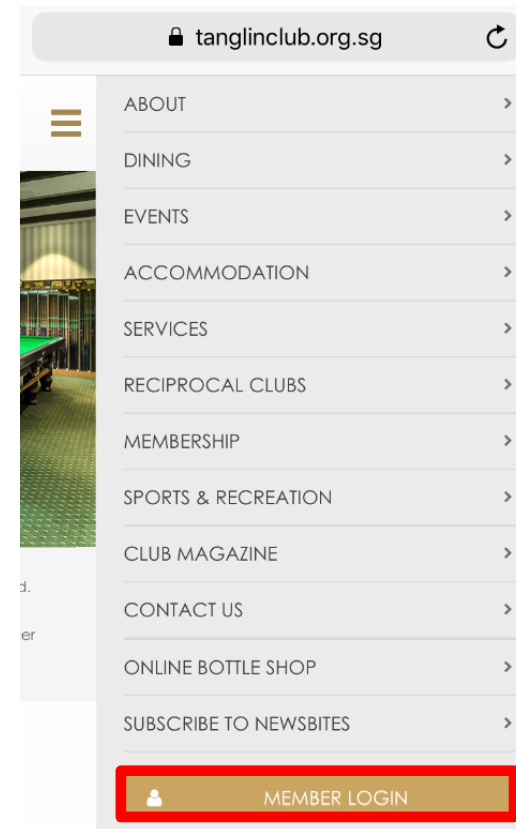 tanglinclub.org.sg
ABOUT
DINING
EVENTS
ACCOMMODATION
SERVICES
RECIPROCAL CLUBS
MEMBERSHIP
SPORTS & RECREATION
CLUB MAGAZINE
d.
CONTACT US
er
ONLINE BOTTLE SHOP
SUBSCRIBE TO NEWSBITES
MEMBER LOGIN